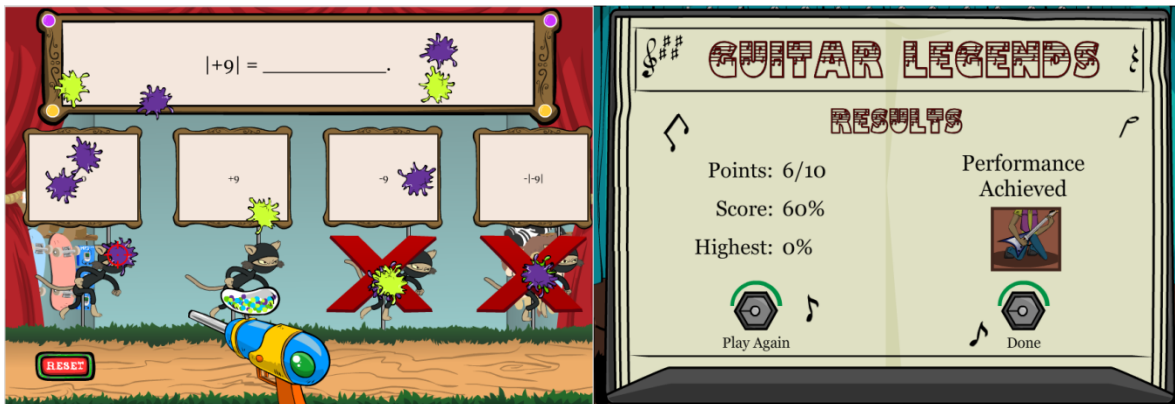 |+9| = ____________.
+9
-9
-|-9|
RESET
GUITAR LEGENDS
RESULTS
Points: 6/10
Score: 60%
Highest: 0%
Performance
Achieved
Play Again
Done